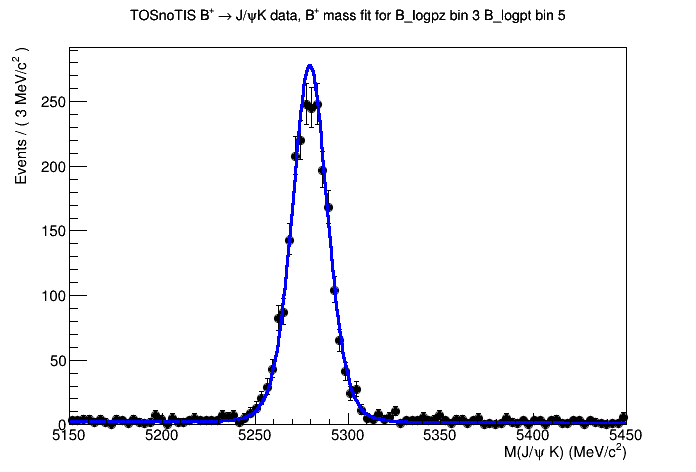 TOSnoTIS B⁺ → J/ψK data, B⁺ mass fit for B_logpz bin 3 B_logpt bin 5
Events / ( 3 MeV/c² )
250
200
150
100
50
0
5150 5200 5250 5300 5350 5400 5450
M(J/ψ K) (MeV/c²)